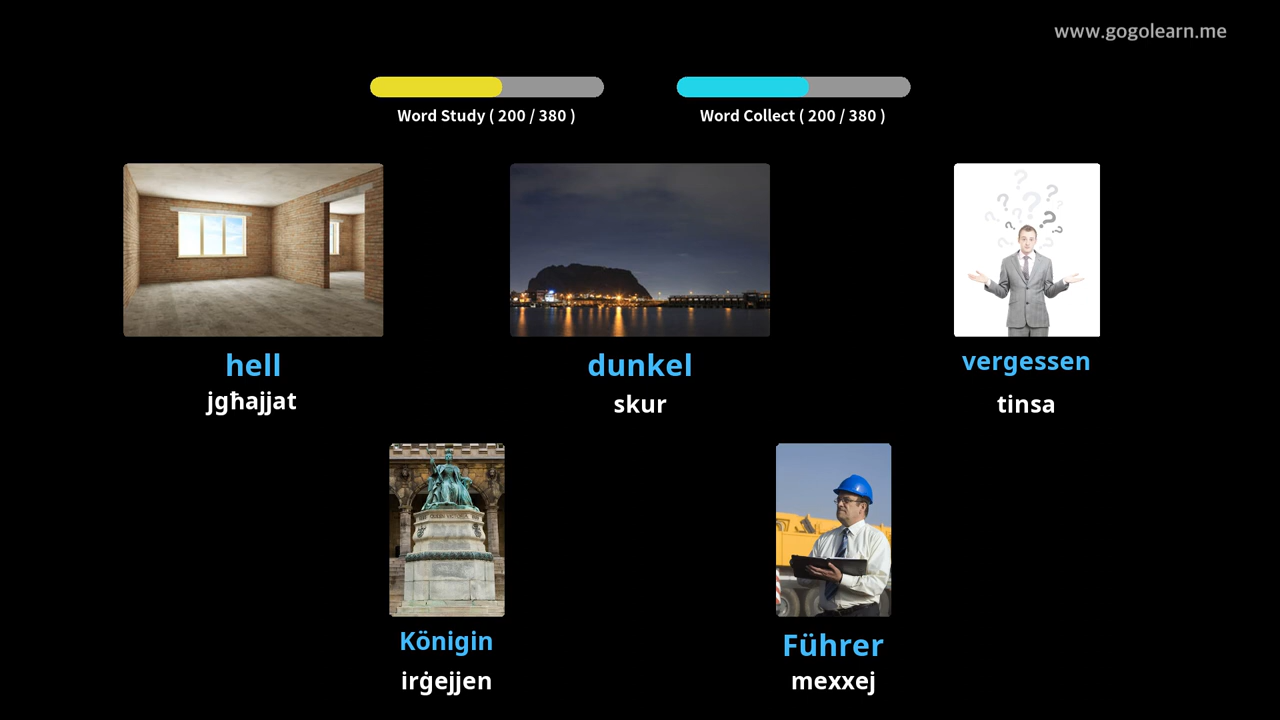 www.gogolearn.me
Word Study ( 200 / 380 )
Word Collect ( 200 / 380 )
hell
jgħajjat
dunkel
skur
vergessen
tinsa
Königin
irġejjen
Führer
mexxej